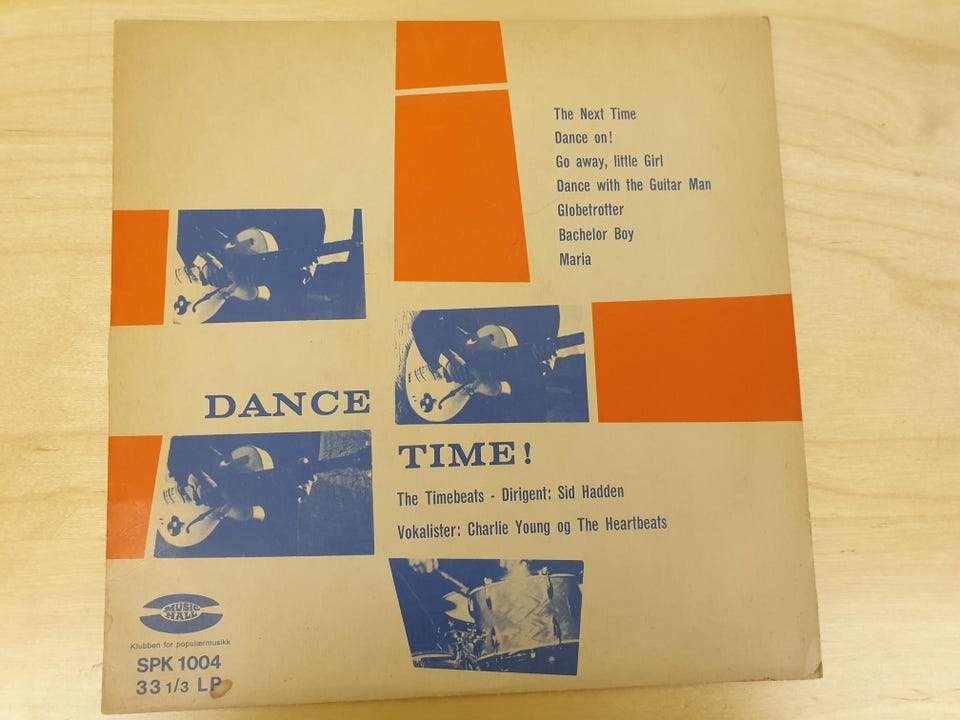 The Next Time
Dance on!
Go away, little Girl
Dance with the Guitar Man
Globetrotter
Bachelor Boy
Maria
DANCE
TIME!
The Timebeats - Dirigent: Sid Hadden
Vokalister: Charlie Young og The Heartbeats
MUSIC
HALL
Klubben for populærmusikk
SPK 1004
33 1/3 LP